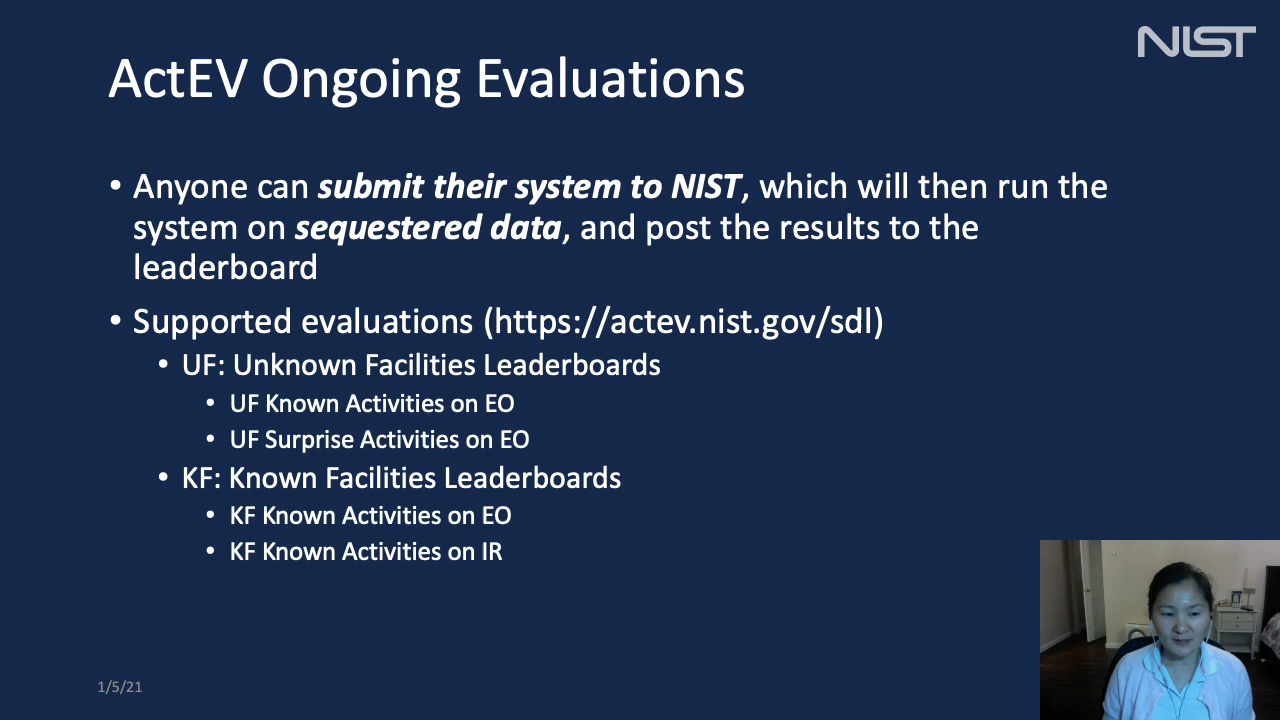 NIST
ActEV Ongoing Evaluations
• Anyone can submit their system to NIST, which will then run the
system on sequestered data, and post the results to the
leaderboard
• Supported evaluations (https://actev.nist.gov/sdl)
• UF: Unknown Facilities Leaderboards
• UF Known Activities on EO
• UF Surprise Activities on EO
• KF: Known Facilities Leaderboards
• KF Known Activities on EO
• KF Known Activities on IR
1/5/21